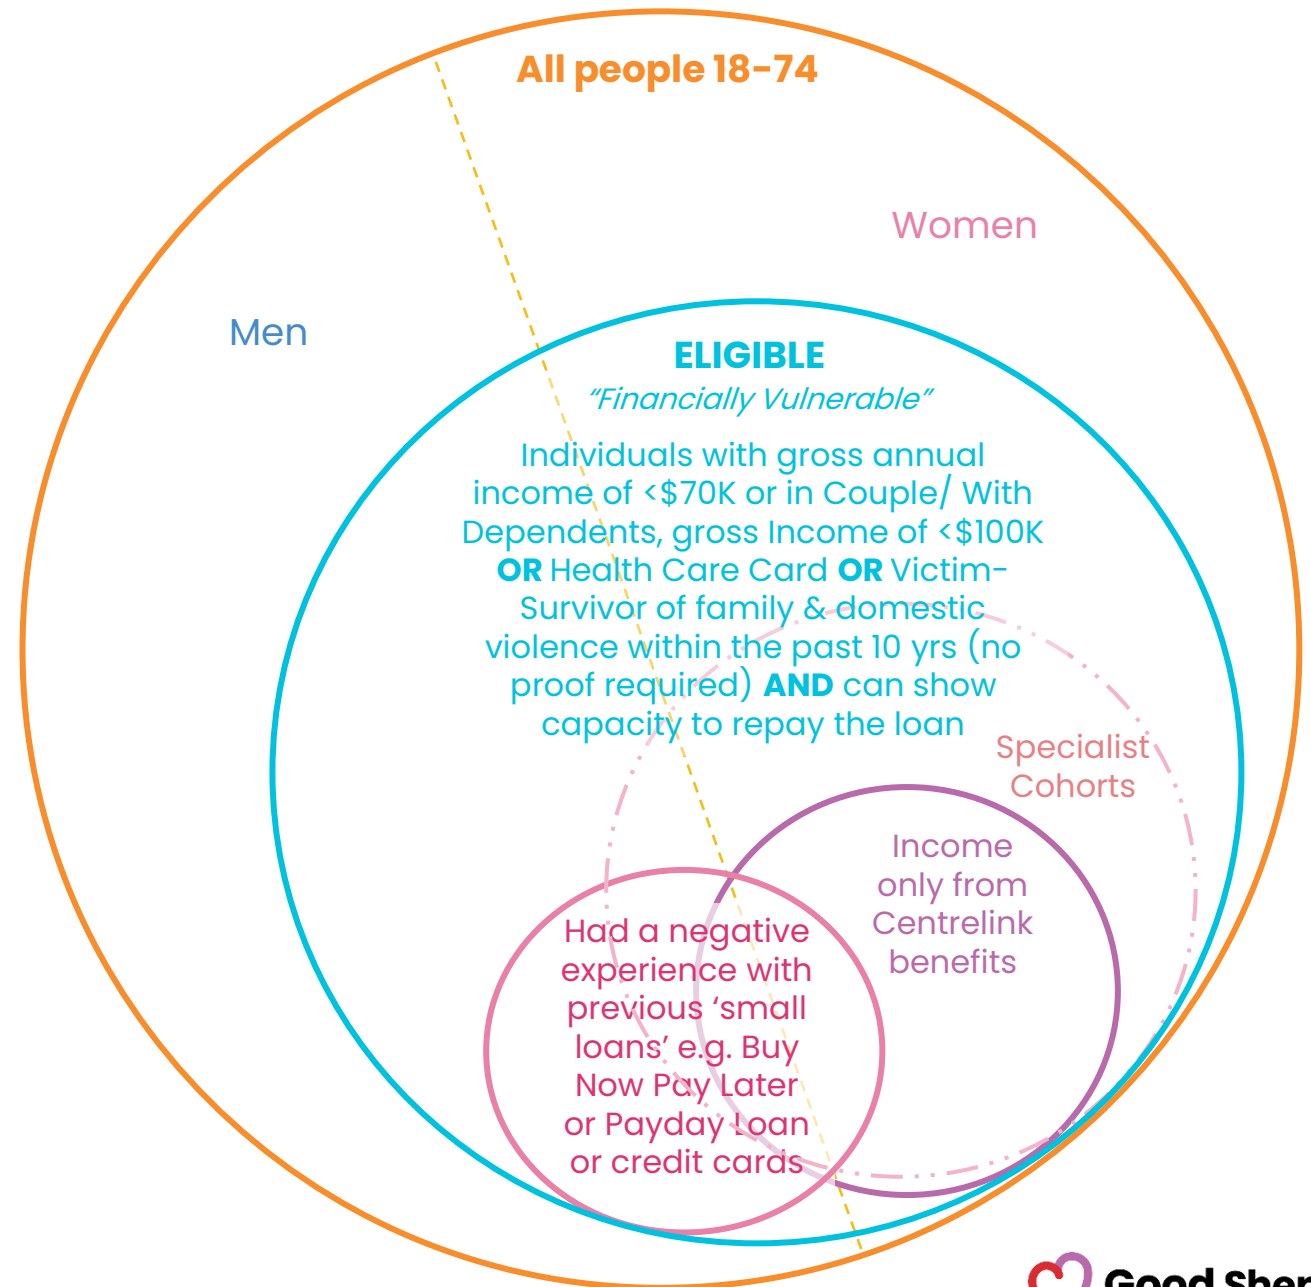 All people 18-74
Women
Men
ELIGIBLE
“Financially Vulnerable”
Individuals with gross annual
income of <$70K or in Couple/ With
Dependents, gross Income of <$100K
OR Health Care Card OR Victim-
Survivor of family & domestic
violence within the past 10 yrs (no
proof required) AND can show
capacity to repay the loan
Specialist
Cohorts
Income
only from
Centrelink
benefits
Had a negative
experience with
previous ‘small
loans’ e.g. Buy
Now Pay Later
or Payday Loan
or credit cards
Good